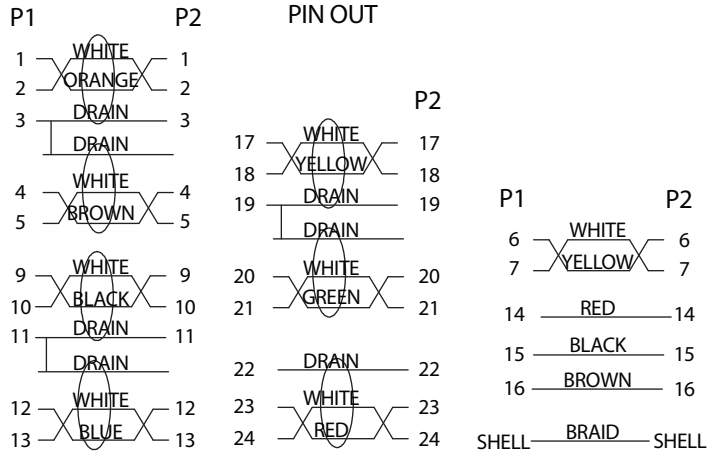 PIN OUT
P1 P2
1 WHITE 1
2 ORANGE 2
3 DRAIN 3
DRAIN
4 WHITE 4
5 BROWN 5
9 WHITE 9
10 BLACK 10
11 DRAIN 11
DRAIN
12 WHITE 12
13 BLUE 13
P2
17 WHITE 17
18 YELLOW 18
19 DRAIN 19
DRAIN
20 WHITE 20
21 GREEN 21
22 DRAIN 22
23 WHITE 23
24 RED 24
P1 P2
6 WHITE 6
7 YELLOW 7
14 RED 14
15 BLACK 15
16 BROWN 16
SHELL BRAID SHELL